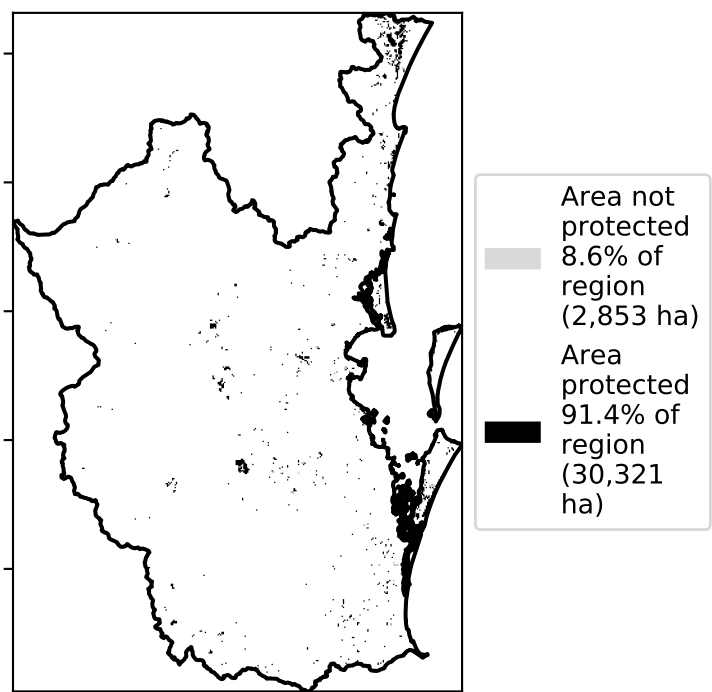 Area not
protected
8.6% of
region
(2,853 ha)
Area
protected
91.4% of
region
(30,321
ha)